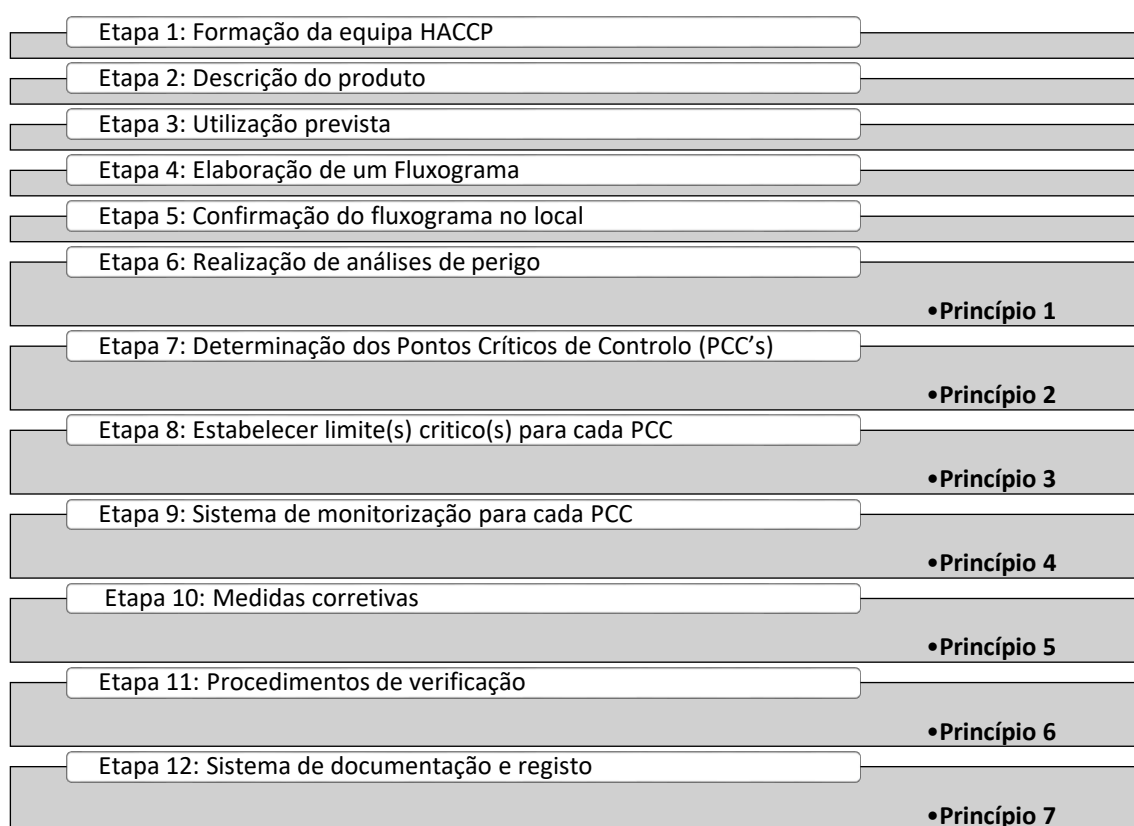 Etapa 1: Formação da equipa HACCP
Etapa 2: Descrição do produto
Etapa 3: Utilização prevista
Etapa 4: Elaboração de um Fluxograma
Etapa 5: Confirmação do fluxograma no local
Etapa 6: Realização de análises de perigo
•Princípio 1
Etapa 7: Determinação dos Pontos Críticos de Controlo (PCC’s)
•Princípio 2
Etapa 8: Estabelecer limite(s) critico(s) para cada PCC
•Princípio 3
Etapa 9: Sistema de monitorização para cada PCC
•Princípio 4
Etapa 10: Medidas corretivas
•Princípio 5
Etapa 11: Procedimentos de verificação
•Princípio 6
Etapa 12: Sistema de documentação e registo
•Princípio 7